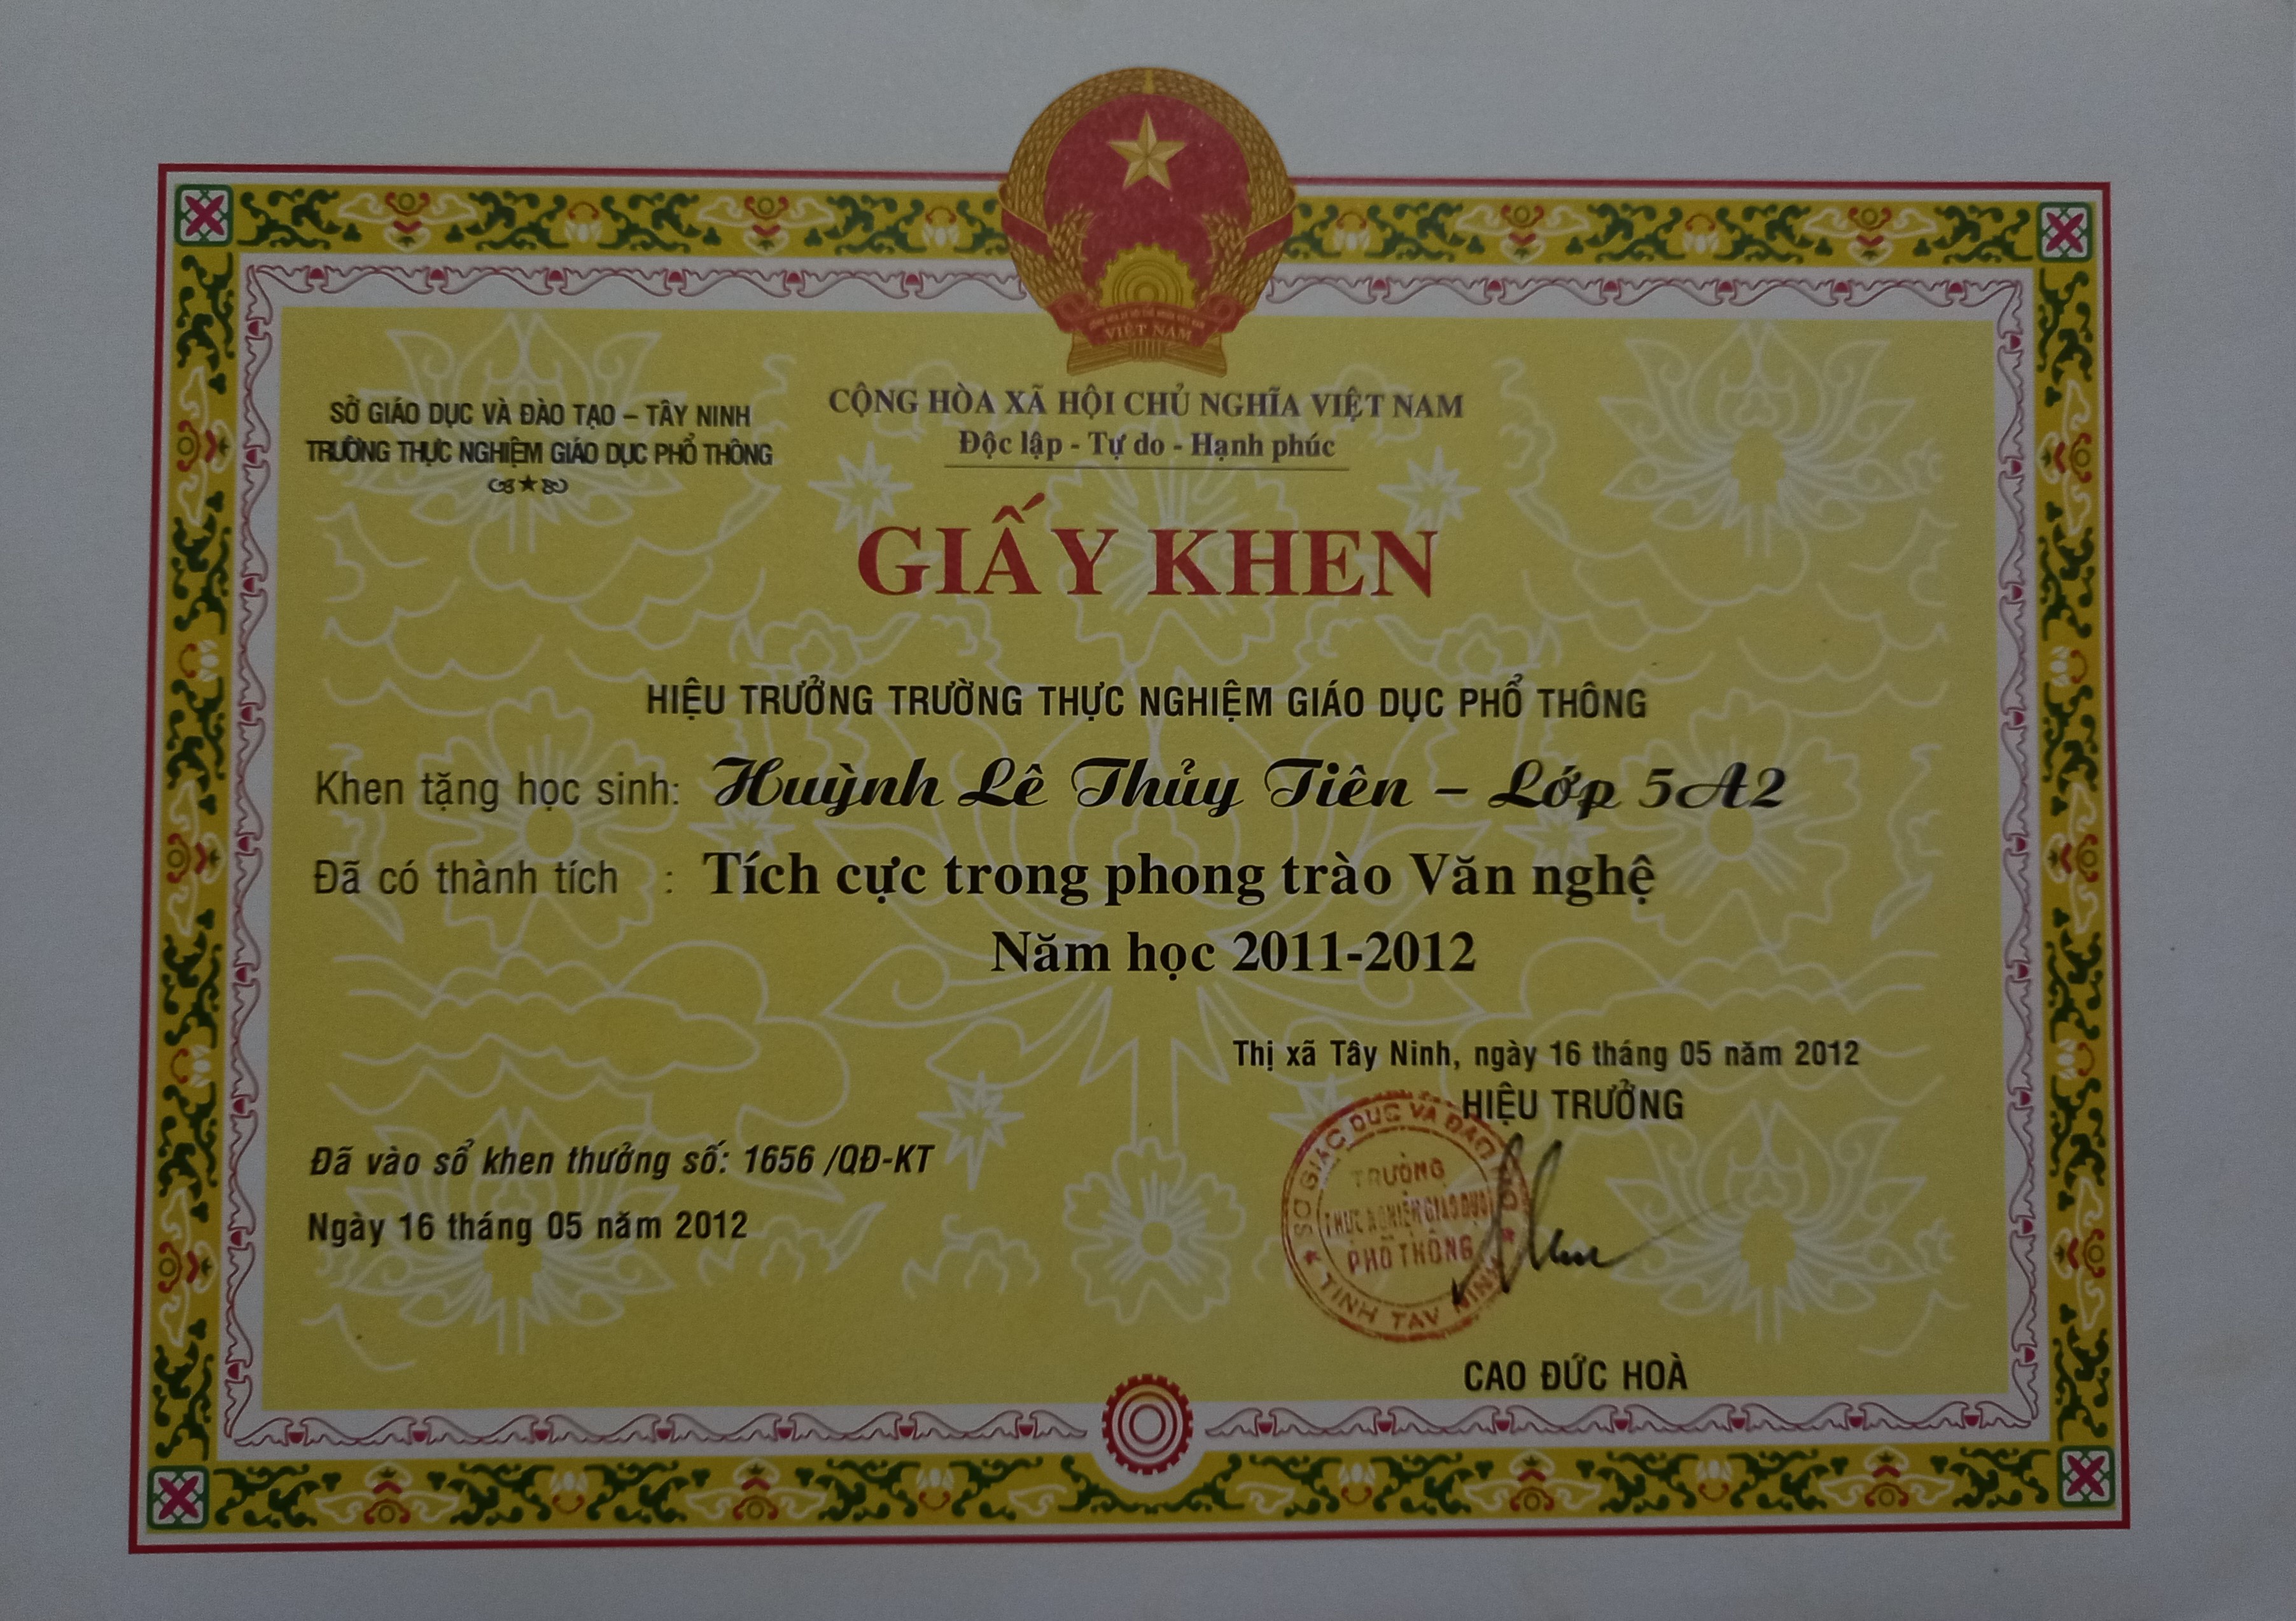 VIỆT NAM
SỞ GIÁO DỤC VÀ ĐÀO TẠO – TÂY NINH
TRƯỜNG THỰC NGHIỆM GIÁO DỤC PHỔ THÔNG
CỘNG HÒA XÃ HỘI CHỦ NGHĨA VIỆT NAM
Độc lập - Tự do - Hạnh phúc
GIẤY KHEN
HIỆU TRƯỞNG TRƯỜNG THỰC NGHIỆM GIÁO DỤC PHỔ THÔNG
Khen tặng học sinh: Huỳnh Lê Thủy Tiên – Lớp 5A2
Đã có thành tích : Tích cực trong phong trào Văn nghệ
Năm học 2011-2012
Thị xã Tây Ninh, ngày 16 tháng 05 năm 2012
HIỆU TRƯỞNG
Đã vào sổ khen thưởng số: 1656 /QĐ-KT
Ngày 16 tháng 05 năm 2012
SỞ GIÁO DỤC VÀ ĐÀO TẠO
TRƯỜNG
THỰC NGHIỆM GIÁO DỤC
PHỔ THÔNG
TỈNH TÂY NINH
CAO ĐỨC HOÀ